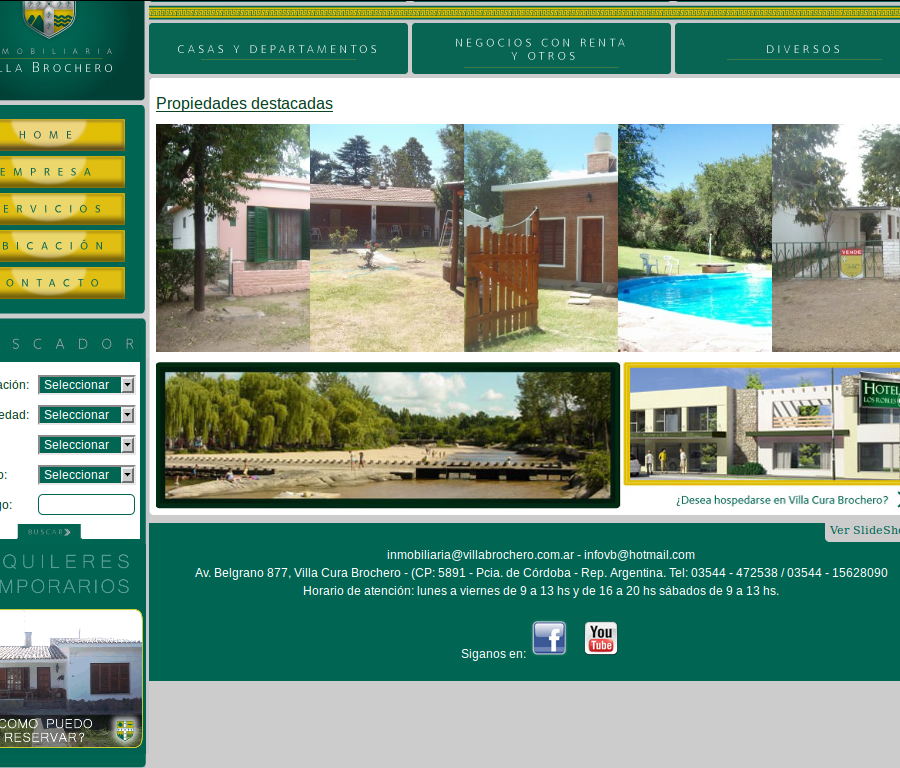 MOBILIARIA
LLA BROCHERO
CASAS Y DEPARTAMENTOS
NEGOCIOS CON RENTA
Y OTROS
DIVERSOS
HOME
EMPRESA
ERVICIOS
BICACIÓN
ONTACTO
SCADOR
ación:
Seleccionar
edad:
Seleccionar
Seleccionar
o:
Seleccionar
go:
BUSCAR
QUILERES
MPORARIOS
COMO PUEDO
RESERVAR?
Propiedades destacadas
VENDE
HOTEL
LOS ROBLES
¿Desea hospedarse en Villa Cura Brochero?
Ver SlideSho
inmobiliaria@villabrochero.com.ar - infovb@hotmail.com
Av. Belgrano 877, Villa Cura Brochero - (CP: 5891 - Pcia. de Córdoba - Rep. Argentina. Tel: 03544 - 472538 / 03544 - 15628090
Horario de atención: lunes a viernes de 9 a 13 hs y de 16 a 20 hs sábados de 9 a 13 hs.
Siganos en:
f
You
Tube